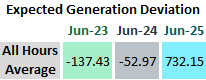 Expected Generation Deviation
Jun-23 Jun-24 Jun-25
All Hours
Average -137.43 -52.97 732.15